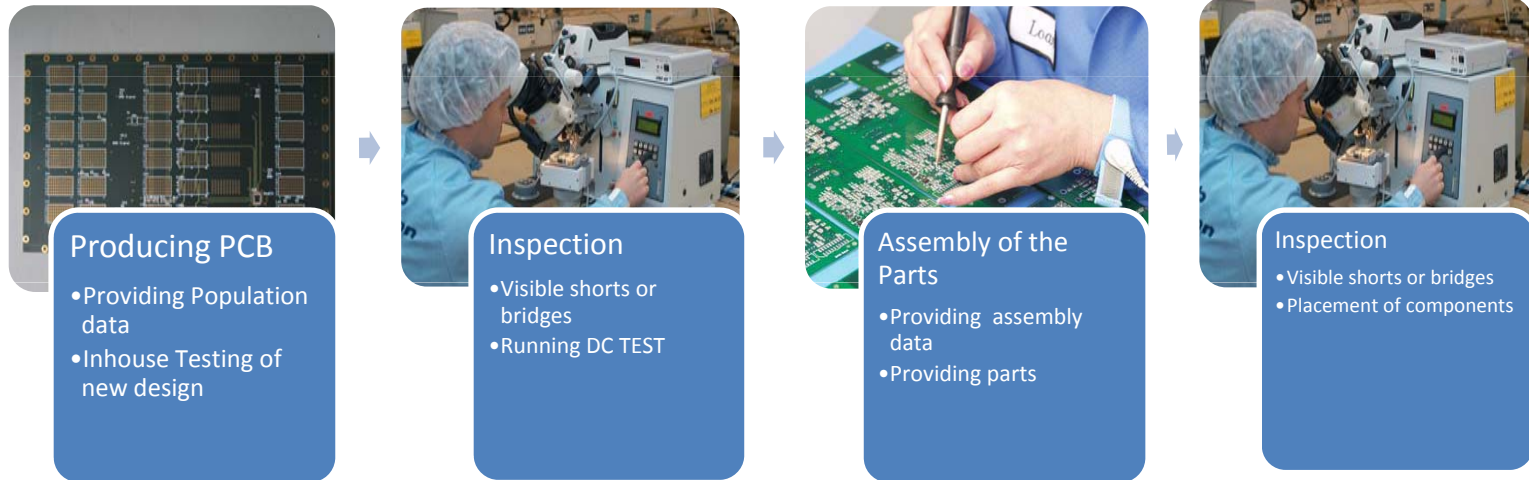 Producing PCB
•Providing Population
data
•Inhouse Testing of
new design
Inspection
•Visible shorts or
bridges
•Running DC TEST
Assembly of the
Parts
•Providing assembly
data
•Providing parts
Inspection
•Visible shorts or bridges
•Placement of components